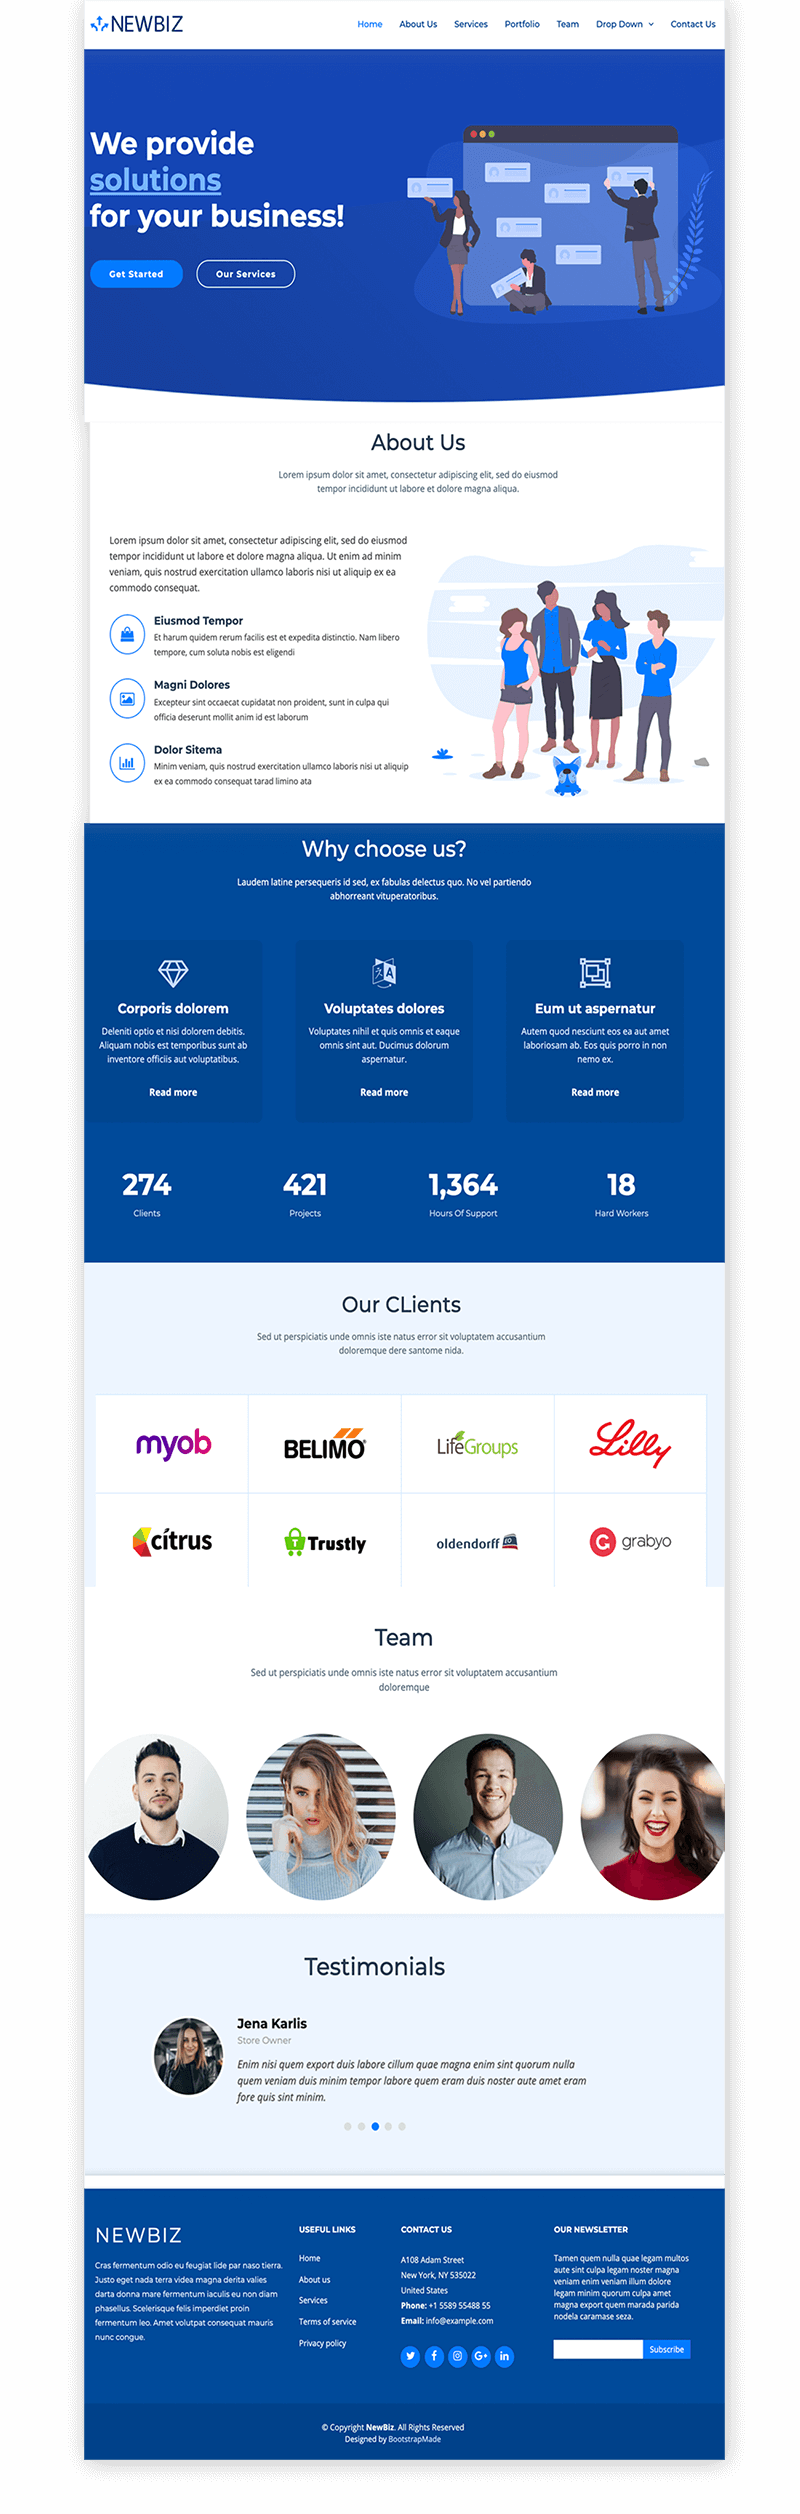 NEWBIZ
Home About Us Services Portfolio Team Drop Down Contact Us
We provide
solutions
for your business!
Get Started Our Services
About Us
Lorem ipsum dolor sit amet, consectetur adipiscing elit, sed do eiusmod
tempor incididunt ut labore et dolore magna aliqua.
Lorem ipsum dolor sit amet, consectetur adipiscing elit, sed do eiusmod
tempor incididunt ut labore et dolore magna aliqua. Ut enim ad minim
veniam, quis nostrud exercitation ullamco laboris nisi ut aliquip ex ea
commodo consequat.
Eiusmod Tempor
Et harum quidem rerum facilis est et expedita distinctio. Nam libero
tempore, cum soluta nobis est eligendi
Magni Dolores
Excepteur sint occaecat cupidatat non proident, sunt in culpa qui
officia deserunt mollit anim id est laborum
Dolor Sitema
Minim veniam, quis nostrud exercitation ullamco laboris nisi ut aliquip
ex ea commodo consequat tarad limino ata
Why choose us?
Laudem latine persequeris id sed, ex fabulas delectus quo. No vel partiendo
abhorreant vituperatoribus.
Corporis dolorem
Deleniti optio et nisi dolorem debitis.
Aliquam nobis est temporibus sunt ab
inventore officiis aut voluptatibus.
Read more
Voluptates dolores
Voluptates nihil et quis omnis et eaque
omnis sint aut. Ducimus dolorum
aspernatur.
Read more
Eum ut aspernatur
Autem quod nesciunt eos ea aut amet
laboriosam ab. Eos quis porro in non
nemo ex.
Read more
274 421 1,364 18
Clients Projects Hours Of Support Hard Workers
Our CLients
Sed ut perspiciatis unde omnis iste natus error sit voluptatem accusantium
doloremque dere santome nida.
myob BELIMO LifeGroups Lilly
citrus Trustly oldendorff grabyo
Team
Sed ut perspiciatis unde omnis iste natus error sit voluptatem accusantium
doloremque
Testimonials
Jena Karlis
Store Owner
Enim nisi quem export duis labore cillum quae magna enim sint quorum nulla
quem veniam duis minim tempor labore quem eram duis noster aute amet eram
fore quis sint minim.
NEWBIZ
Cras fermentum odio eu feugiat lide par naso tierra.
Justo eget nada terra videa magna derita valies
darta donna mare fermentum iaculis eu non diam
phasellus. Scelerisque felis imperdiet proin
fermentum leo. Amet volutpat consequat mauris
nunc congue.
USEFUL LINKS
Home
About us
Services
Terms of service
Privacy policy
CONTACT US
A108 Adam Street
New York, NY 535022
United States
Phone: +1 5589 55488 55
Email: info@example.com
OUR NEWSLETTER
Tamen quem nulla quae legam multos
aute sint culpa legam noster magna
veniam enim veniam illum dolore
legam minim quorum culpa amet
magna export quem marada parida
nodela caramase seza.
Subscribe
© Copyright NewBiz. All Rights Reserved
Designed by BootstrapMade